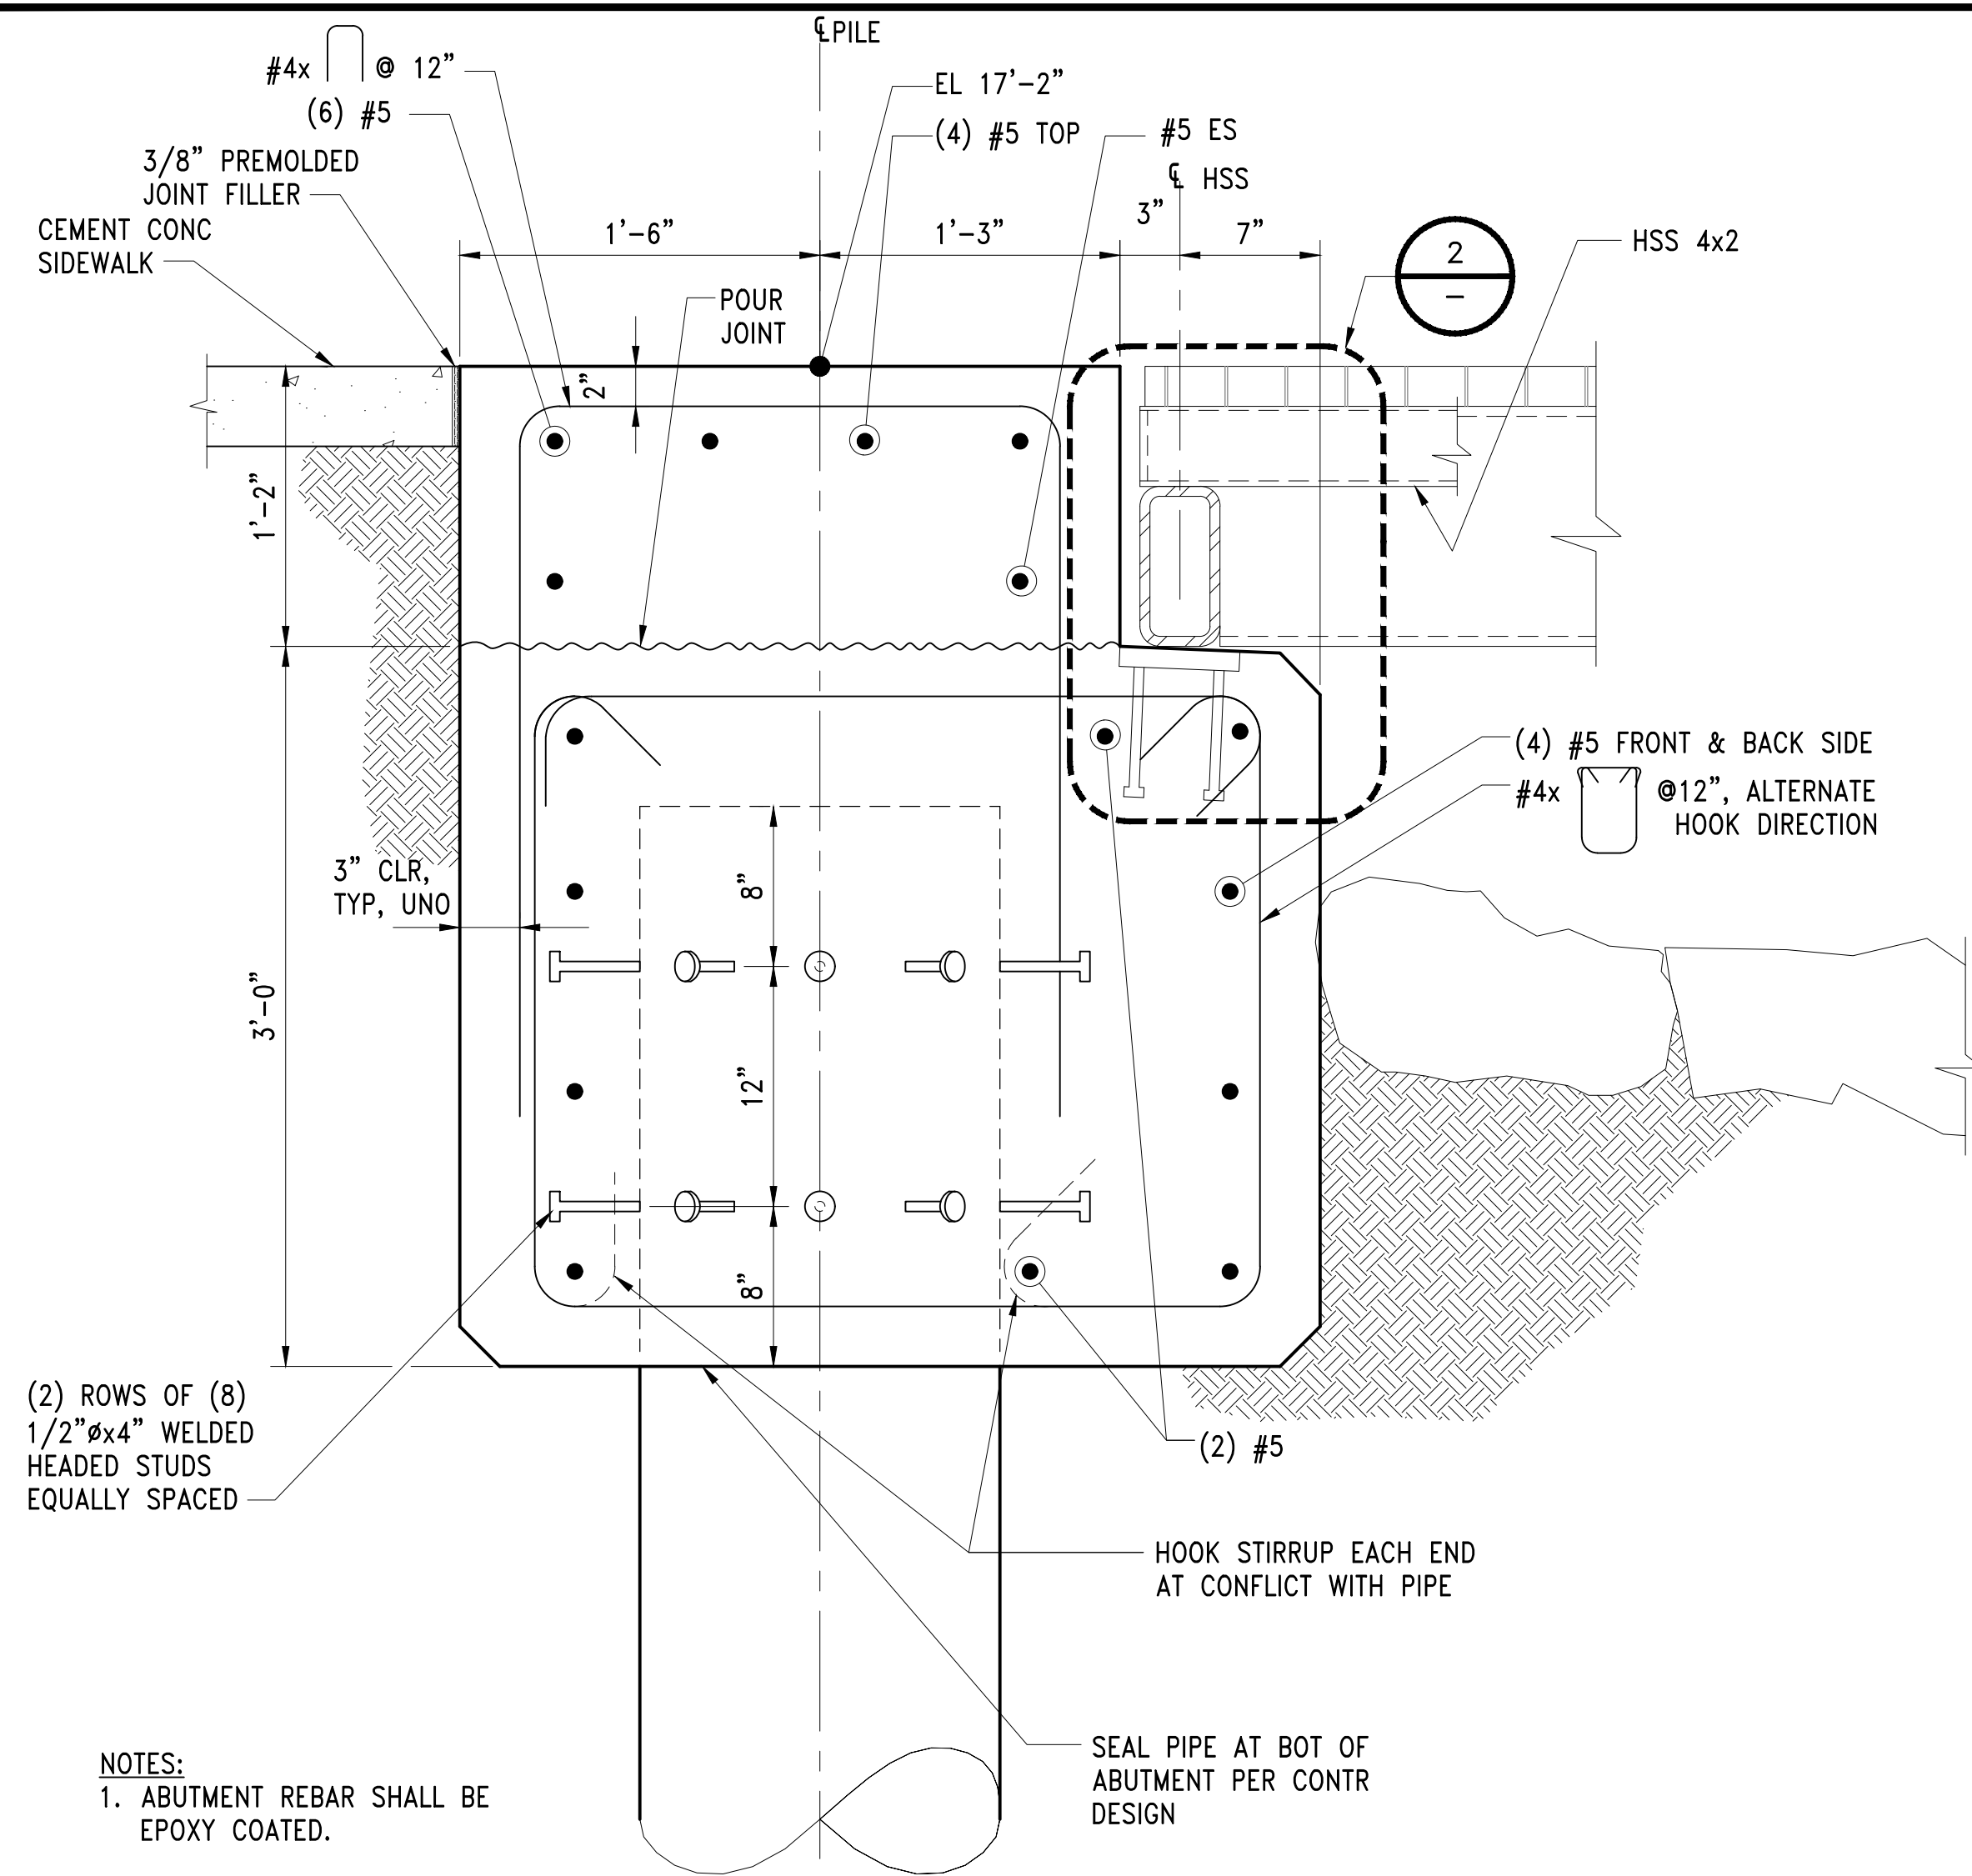 ℄ PILE
#4x @ 12"
(6) #5
EL 17'-2"
(4) #5 TOP
#5 ES
3/8" PREMOLDED
JOINT FILLER
℄ HSS
CEMENT CONC
SIDEWALK
1'-6"
1'-3"
3"
7"
2
-
HSS 4x2
POUR
JOINT
2"
1'-2"
(4) #5 FRONT & BACK SIDE
#4x @12", ALTERNATE
HOOK DIRECTION
3" CLR,
TYP, UNO
8"
3'-0"
12"
8"
(2) ROWS OF (8)
1/2"øx4" WELDED
HEADED STUDS
EQUALLY SPACED
(2) #5
HOOK STIRRUP EACH END
AT CONFLICT WITH PIPE
SEAL PIPE AT BOT OF
ABUTMENT PER CONTR
DESIGN
NOTES:
1. ABUTMENT REBAR SHALL BE
EPOXY COATED.